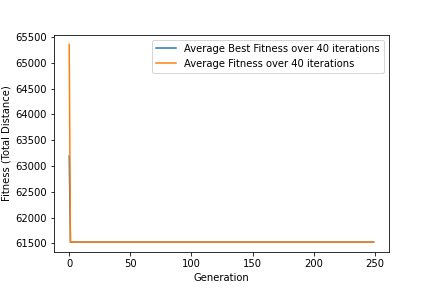 65500
65000
64500
64000
63500
63000
62500
62000
61500
Fitness (Total Distance)
Average Best Fitness over 40 iterations
Average Fitness over 40 iterations
0 50 100 150 200 250
Generation